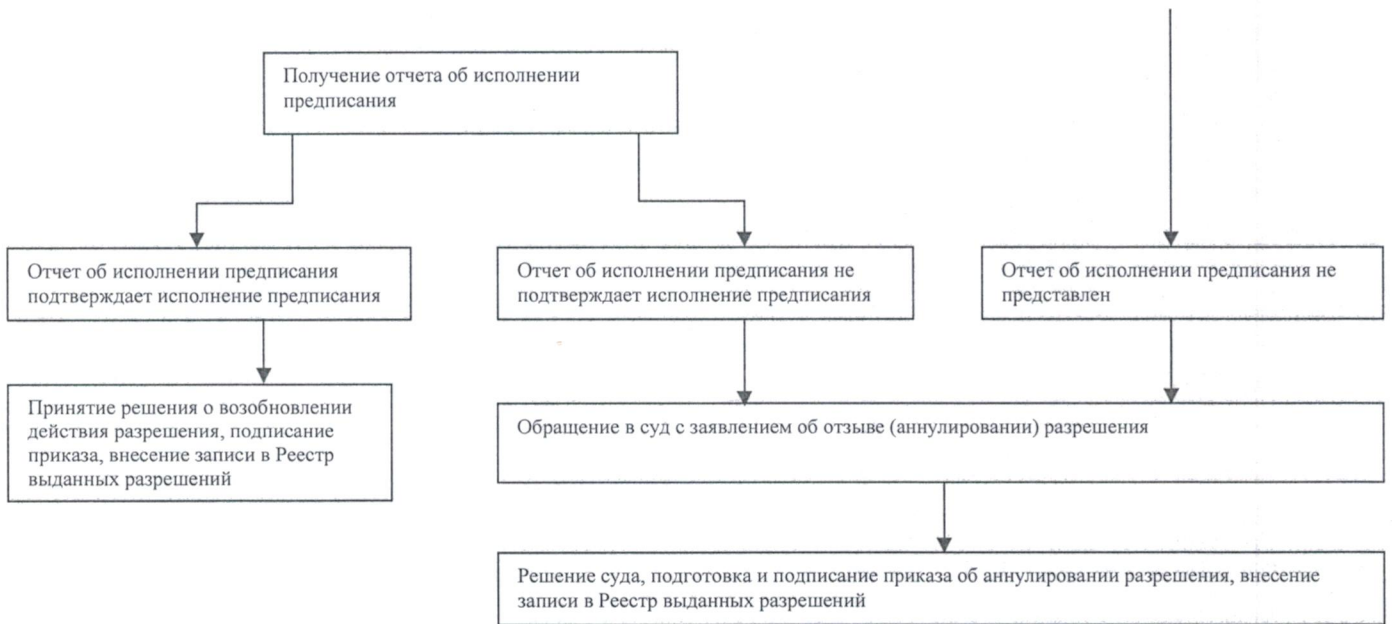 Получение отчета об исполнении
предписания
Отчет об исполнении предписания
подтверждает исполнение предписания
Отчет об исполнении предписания не
подтверждает исполнение предписания
Отчет об исполнении предписания не
представлен
Принятие решения о возобновлении
действия разрешения, подписание
приказа, внесение записи в Реестр
выданных разрешений
Обращение в суд с заявлением об отзыве (аннулировании) разрешения
Решение суда, подготовка и подписание приказа об аннулировании разрешения, внесение
записи в Реестр выданных разрешений